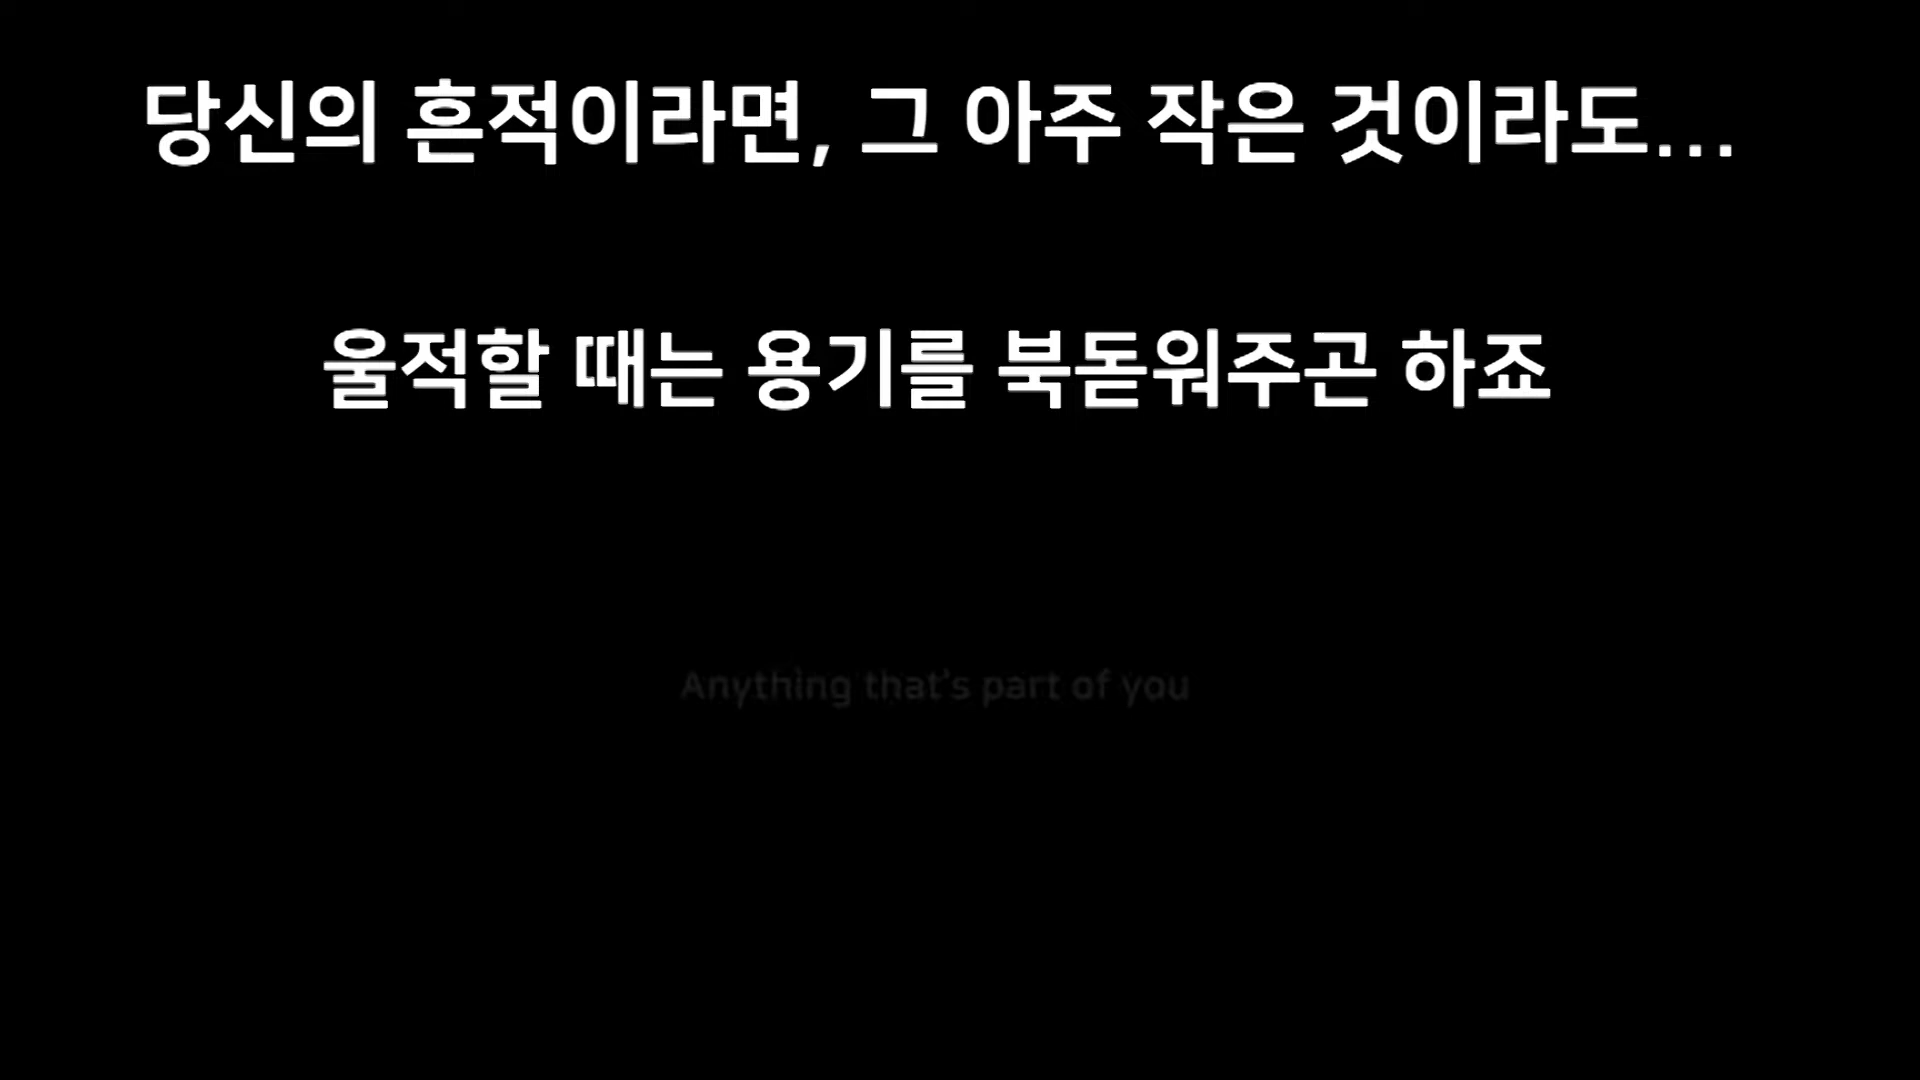 당신의 흔적이라면, 그 아주 작은 것이라도...
울적할 때는 용기를 북돋워주곤 하죠
Anything that's part of you